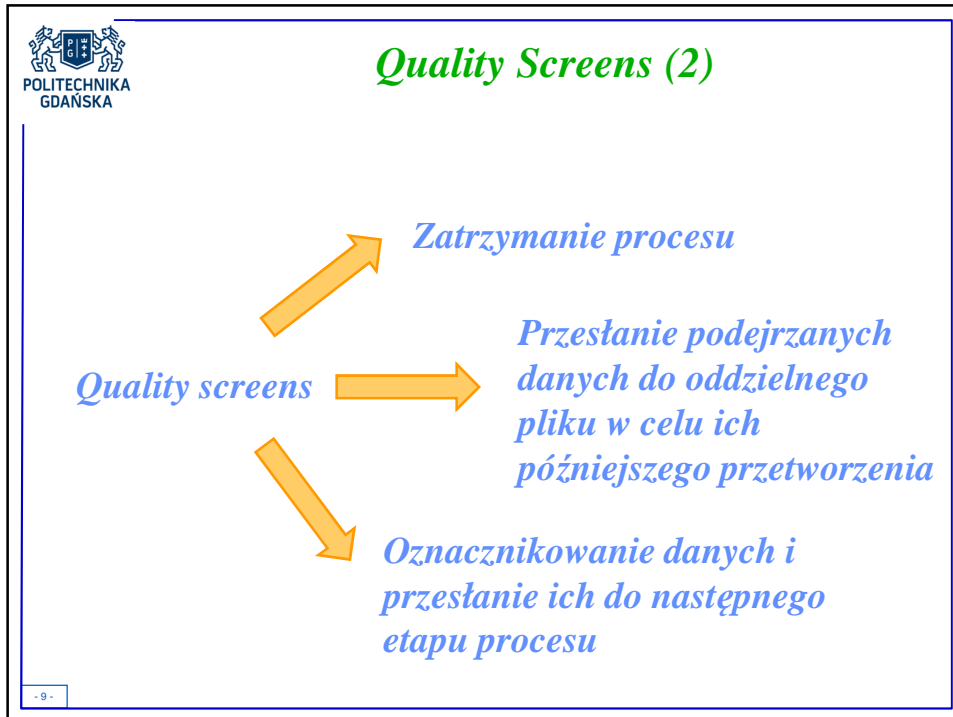 P G
POLITECHNIKA
GDAŃSKA
Quality Screens (2)
Zatrzymanie procesu
Quality screens
Przesłanie podejrzanych
danych do oddzielnego
pliku w celu ich
późniejszego przetworzenia
Oznacznikowanie danych i
przesłanie ich do następnego
etapu procesu
- 9 -